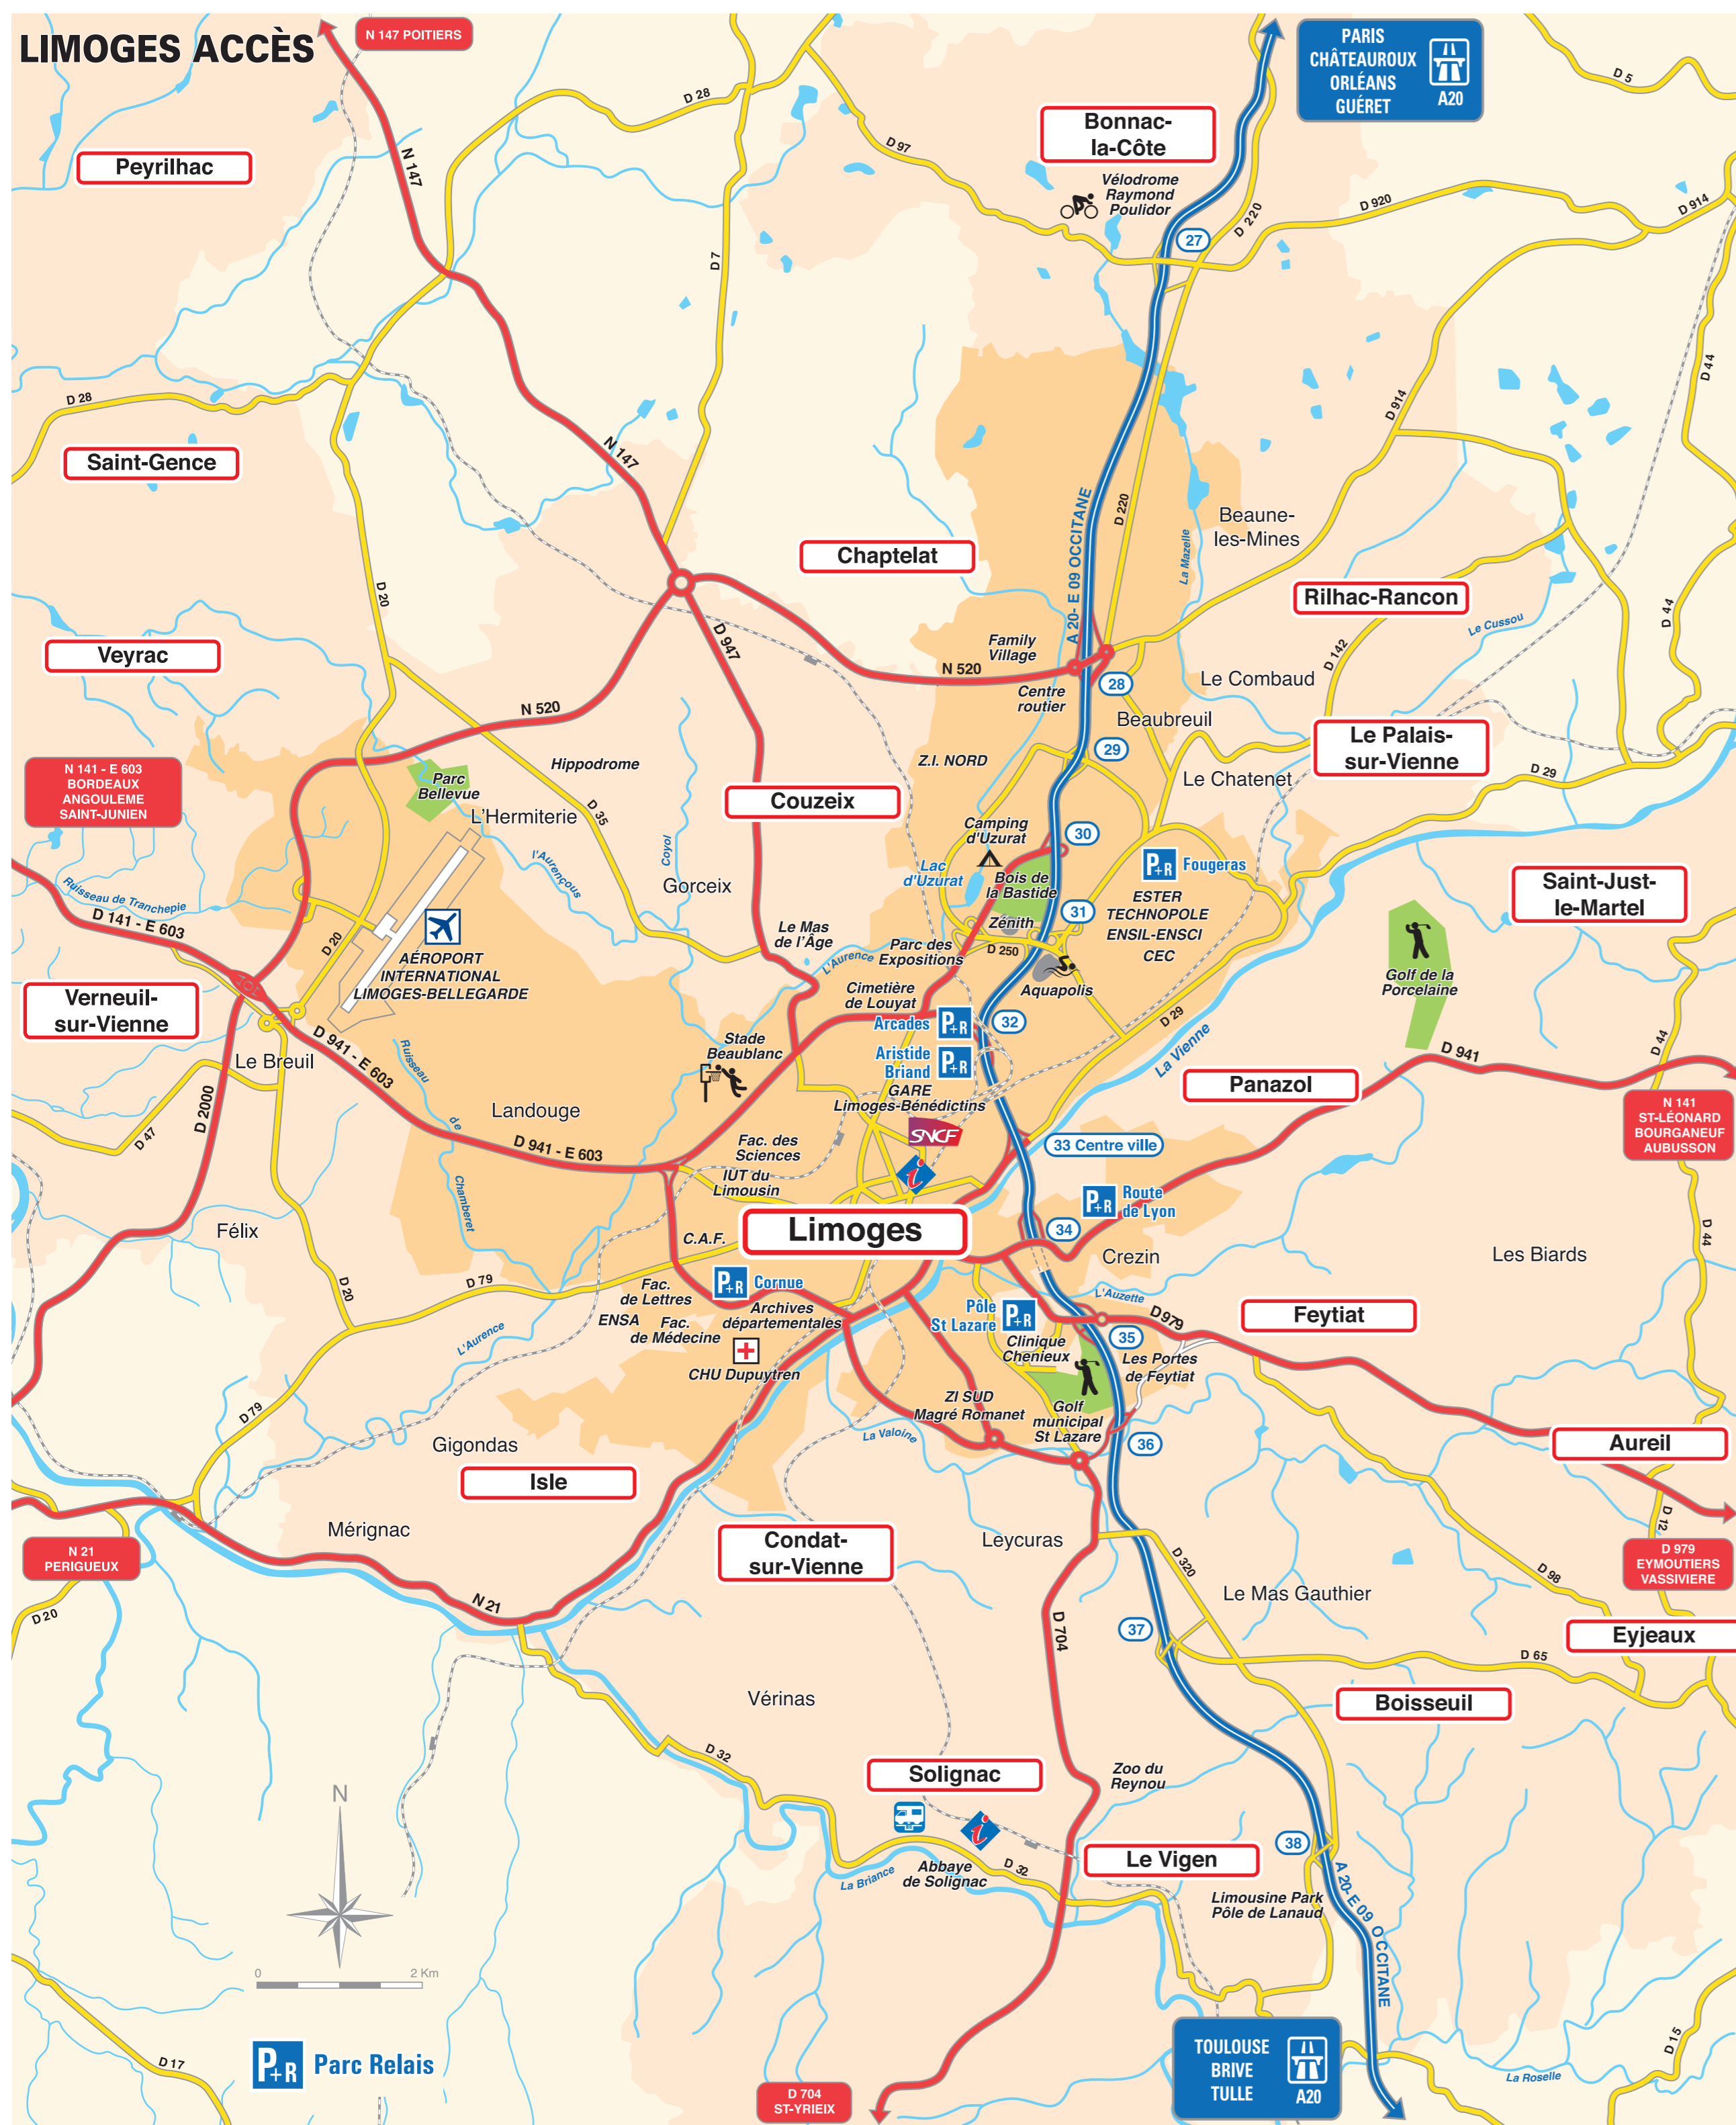 LIMOGES ACCÈS
N 147 POITIERS
PARIS
CHÂTEAUROUX
ORLÉANS
GUÉRET
A20
D 5
D 28
N 147
D 97
Bonnac-
la-Côte
Peyrilhac
Vélodrome
Raymond
Poulidor
D 920
D 914
27
D 220
D 7
D 44
D 28
D 914
Saint-Gence
N 147
A 20- E 09 OCCITANE
D 220
Beaune-
les-Mines
La Mazelle
Chaptelat
Rilhac-Rancon
D 20
D 947
Le Cussou
D 44
Veyrac
Family
Village
N 520
D 142
28
Le Combaud
Centre
routier
N 520
Beaubreuil
29
Le Palais-
sur-Vienne
N 141 - E 603
BORDEAUX
ANGOULEME
SAINT-JUNIEN
Hippodrome
Z.I. NORD
Parc
Bellevue
Le Chatenet
D 29
L'Hermiterie
D 35
Couzeix
Camping
d'Uzurat
30
Coyol
l'Aurençous
Lac
d'Uzurat
Bois de
la Bastide
P+R
Fougeras
Gorceix
Saint-Just-
le-Martel
Ruisseau de Tranchepie
D 141 - E 603
ESTER
TECHNOPOLE
ENSIL-ENSCI
CEC
31
Zénith
Le Mas
de l'Âge
D 20
Parc des
Expositions
D 250
L'Aurence
AÉROPORT
INTERNATIONAL
LIMOGES-BELLEGARDE
Golf de la
Porcelaine
Aquapolis
Cimetière
de Louyat
Verneuil-
sur-Vienne
Arcades
P+R
32
D 29
La Vienne
D 941 - E 603
Le Breuil
Stade
Beaublanc
Aristide
Briand
P+R
D 941
D 44
Ruisseau
de
Chamberet
GARE
Limoges-Bénédictins
Panazol
D 2000
Landouge
D 47
N 141
ST-LÉONARD
BOURGANEUF
AUBUSSON
SNCF
33 Centre ville
D 941 - E 603
Fac. des
Sciences
i
IUT du
Limousin
P+R
Route
de Lyon
Limoges
34
Félix
C.A.F.
Crezin
Les Biards
D 44
D 20
D 79
P+R
Cornue
Fac.
de Lettres
L'Auzette
Archives
départementales
Pôle
St Lazare
P+R
D 979
Feytiat
ENSA
Fac.
de Médecine
35
L'Aurence
Clinique
Chenieux
Les Portes
de Feytiat
CHU Dupuytren
D 79
ZI SUD
Magré Romanet
Golf
municipal
St Lazare
La Valoine
36
Aureil
Gigondas
Isle
D 12
Mérignac
Condat-
sur-Vienne
Leycuras
N 21
PERIGUEUX
D 979
EYMOUTIERS
VASSIVIERE
D 320
D 98
Le Mas Gauthier
N 21
D 20
D 704
37
Eyjeaux
D 65
Vérinas
Boisseuil
D 32
Solignac
Zoo du
Reynou
N
i
38
Le Vigen
D 32
La Briance
Abbaye
de Solignac
A 20- E 09 OCCITANE
Limousine Park
Pôle de Lanaud
0
2 Km
P+R
Parc Relais
D 17
D 15
TOULOUSE
BRIVE
TULLE
A20
La Roselle
D 704
ST-YRIEIX